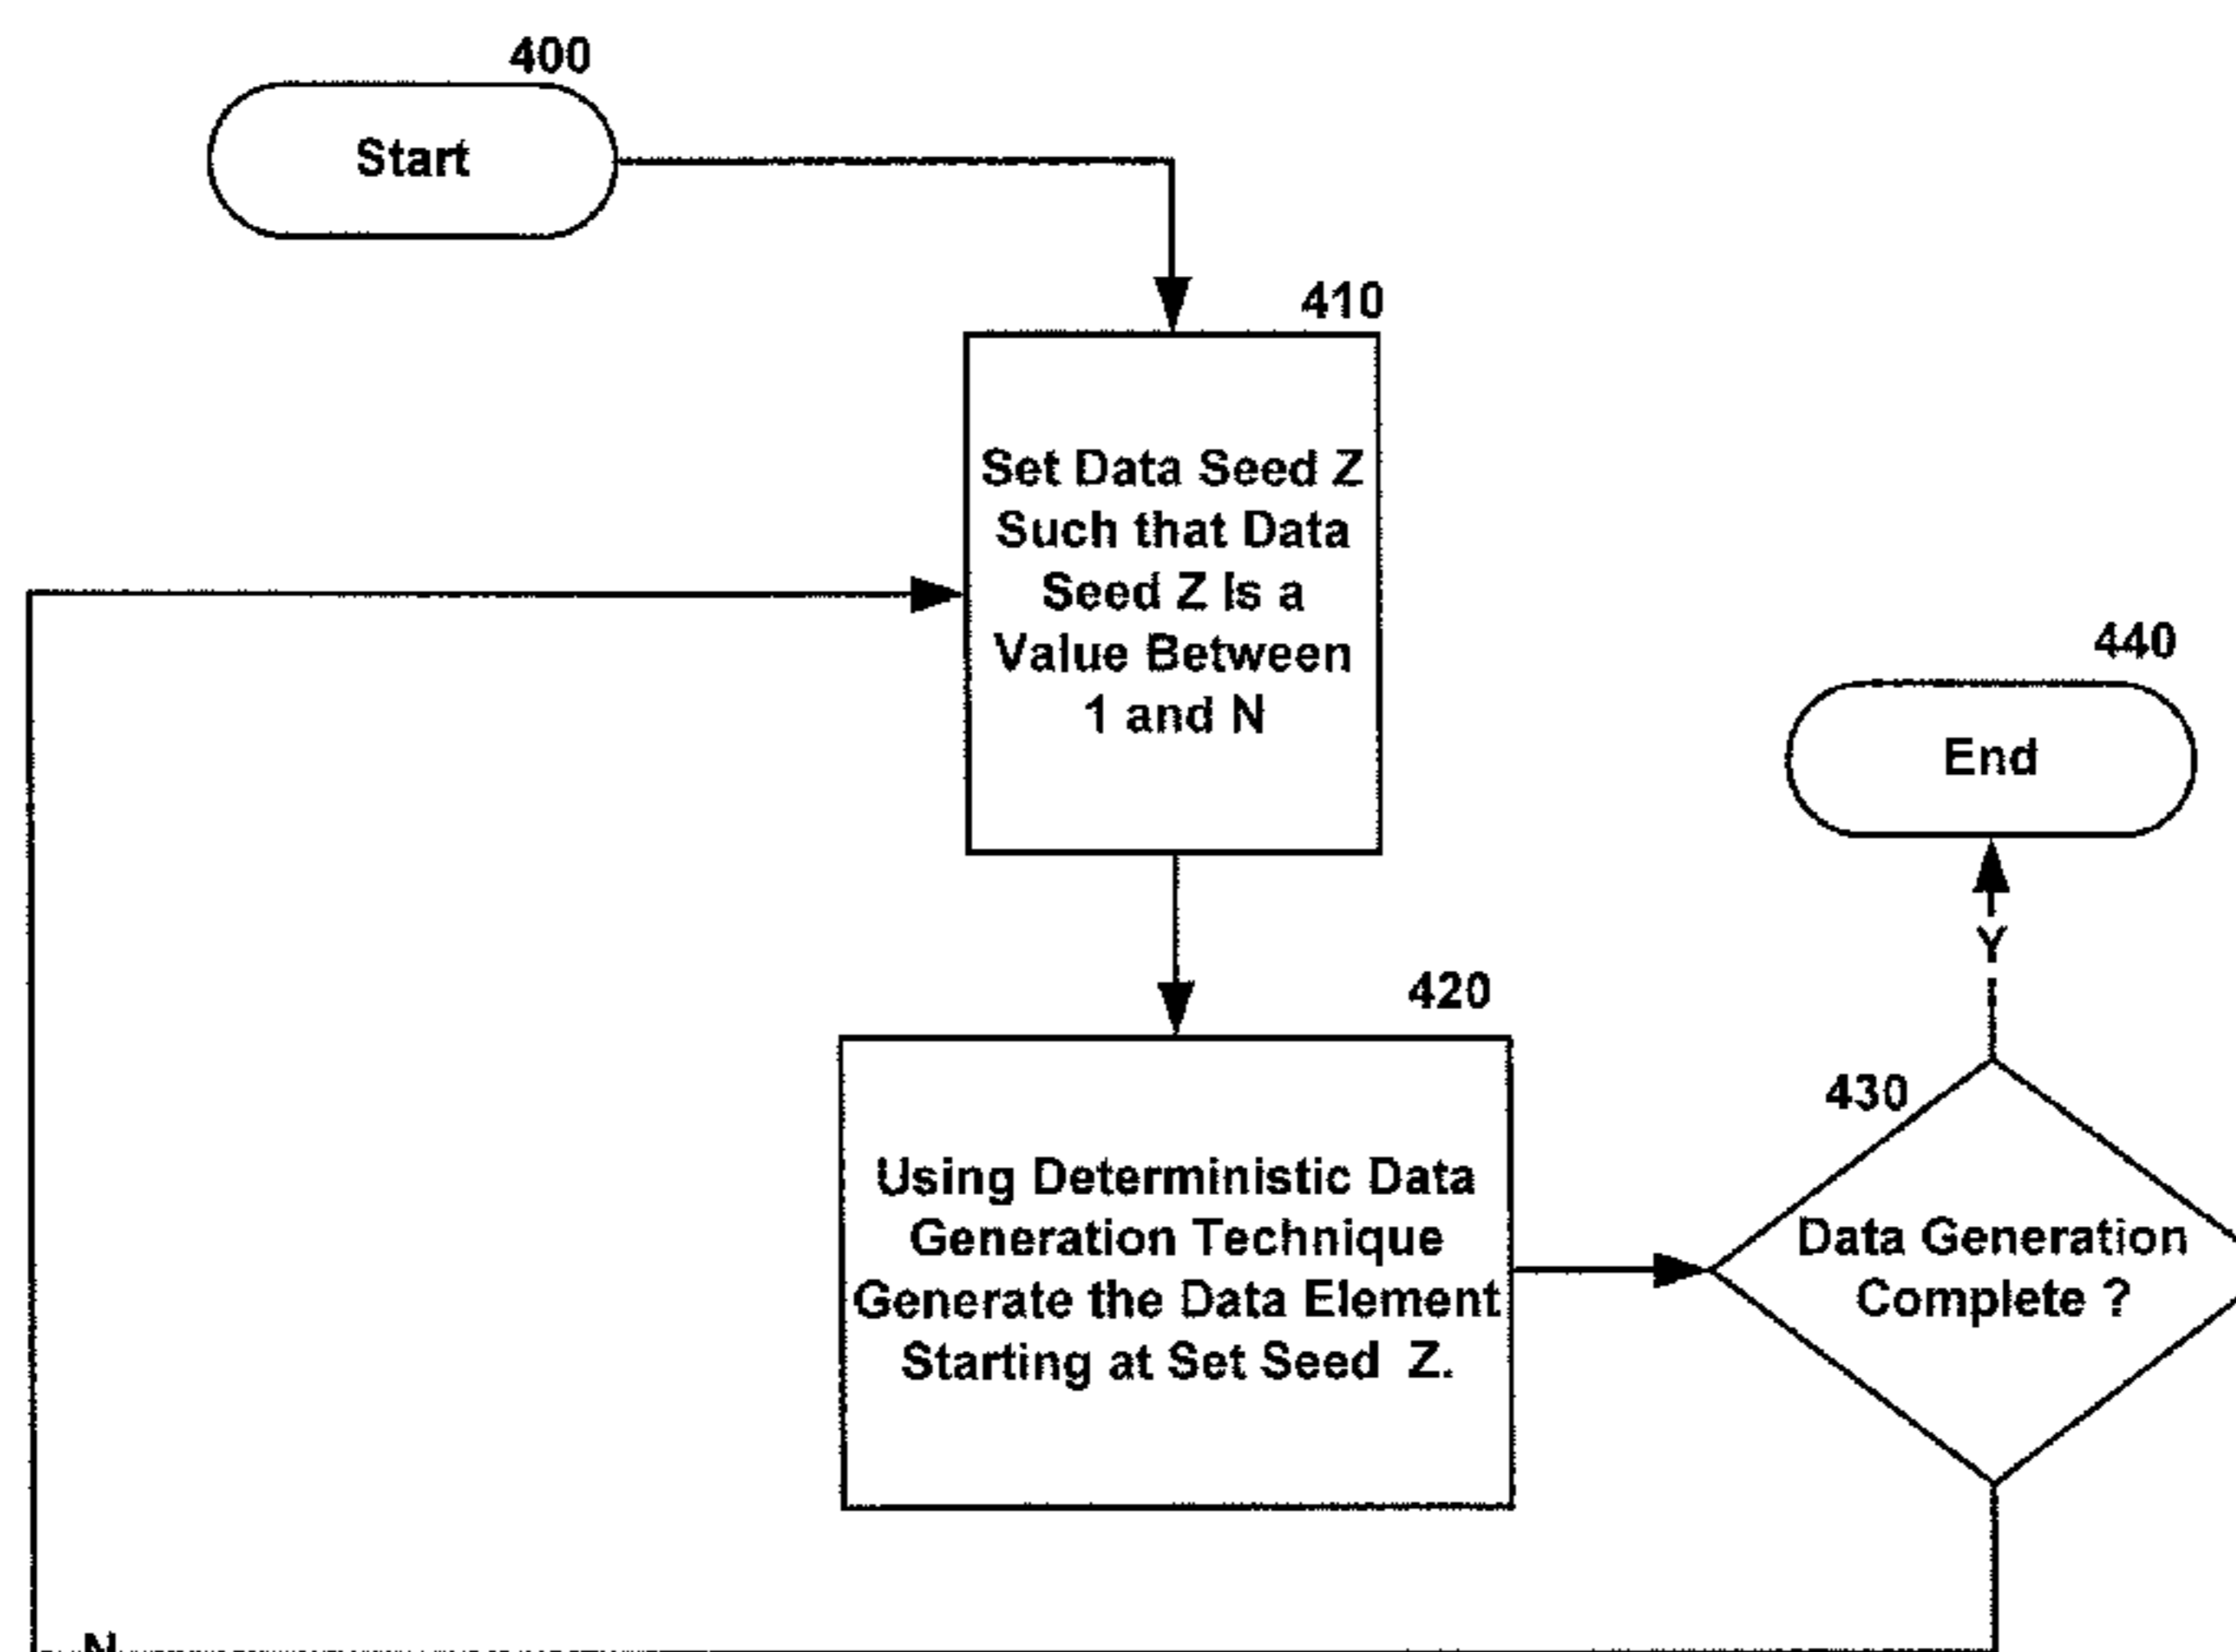 400
Start
410
Set Data Seed Z
Such that Data
Seed Z Is a
Value Between
1 and N
440
End
Y
420
430
Using Deterministic Data
Generation Technique
Generate the Data Element
Starting at Set Seed Z.
Data Generation
Complete ?
N